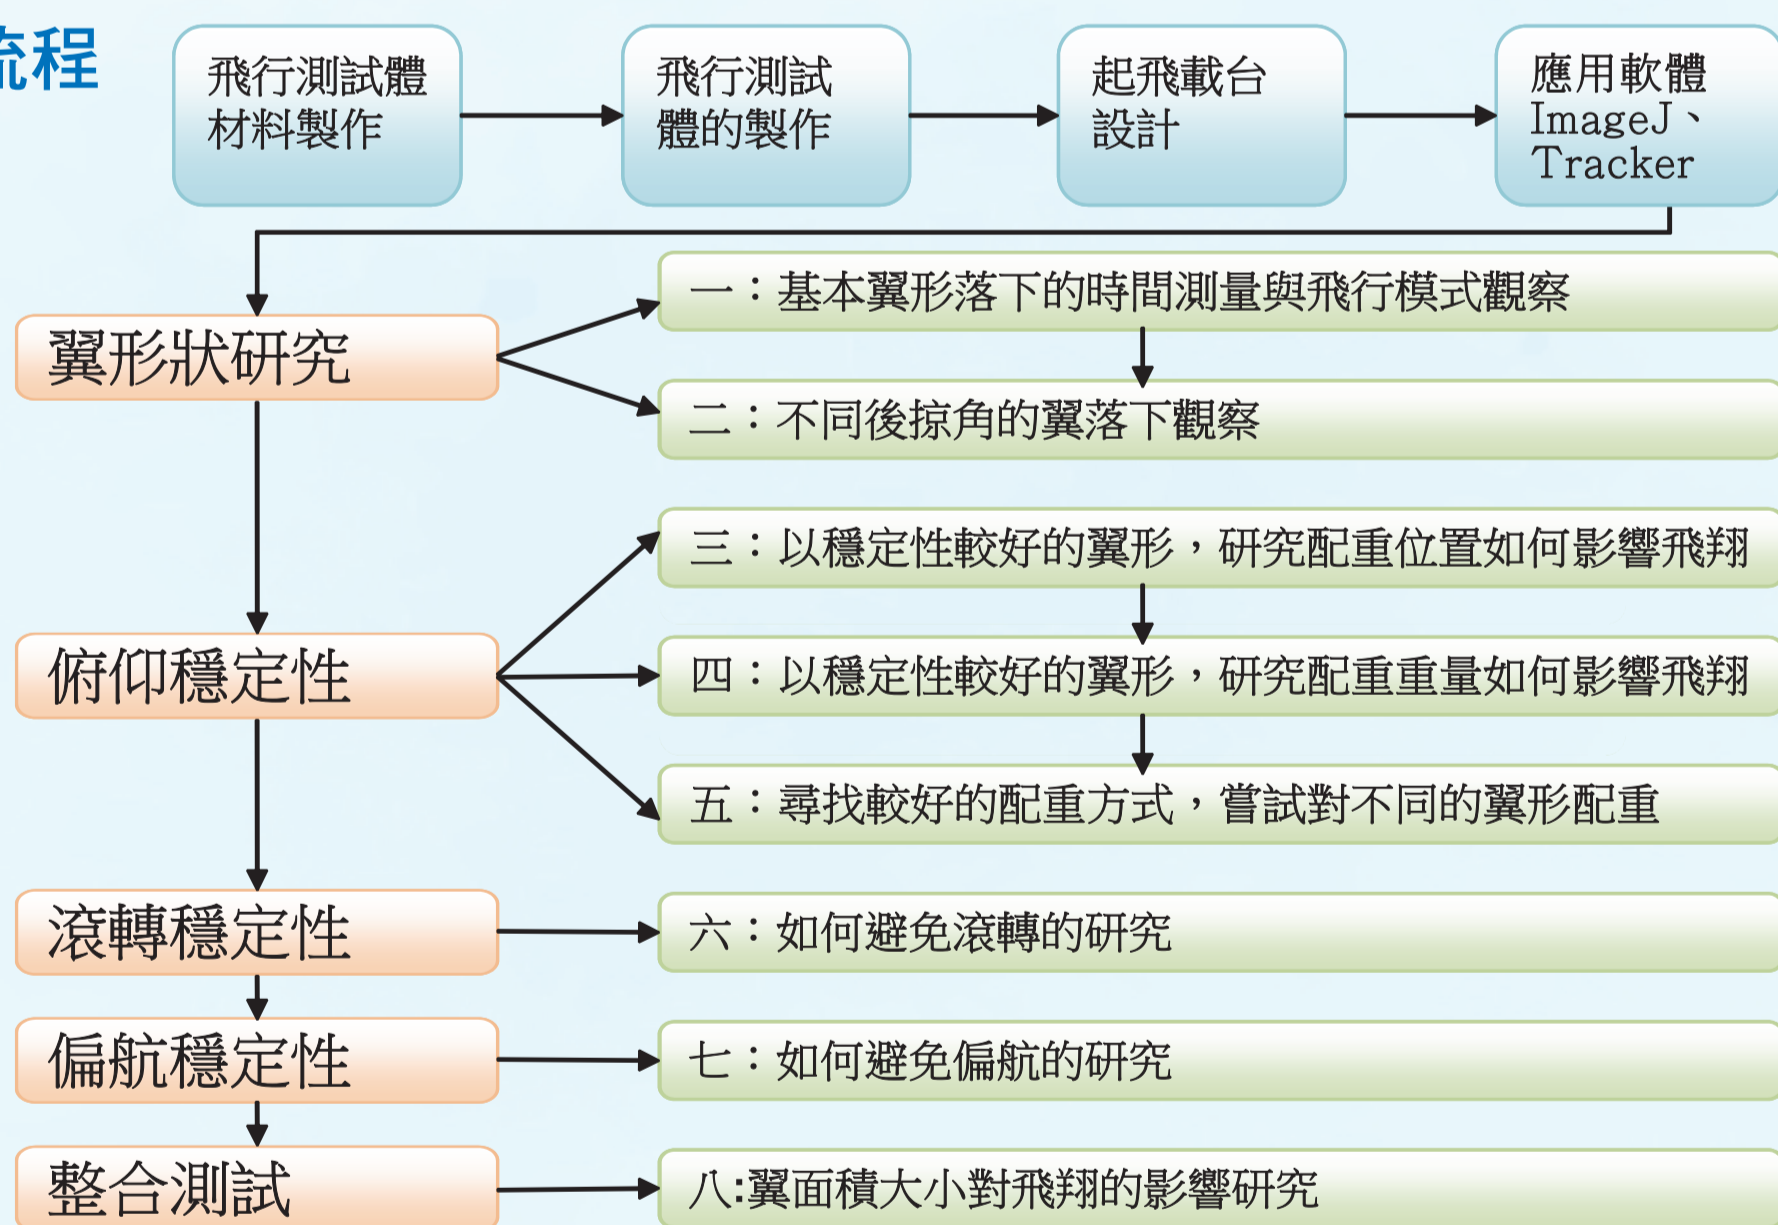 流程
飛行測試體
材料製作
飛行測試
體的製作
起飛載台
設計
應用軟體
ImageJ、
Tracker
翼形狀研究
一：基本翼形落下的時間測量與飛行模式觀察
二：不同後掠角的翼落下觀察
俯仰穩定性
三：以穩定性較好的翼形，研究配重位置如何影響飛翔
四：以穩定性較好的翼形，研究配重重量如何影響飛翔
五：尋找較好的配重方式，嘗試對不同的翼形配重
滾轉穩定性
六：如何避免滾轉的研究
偏航穩定性
七：如何避免偏航的研究
整合測試
八:翼面積大小對飛翔的影響研究